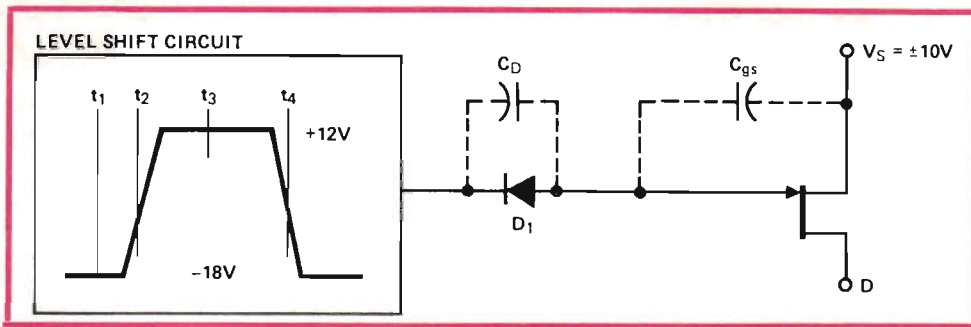 LEVEL SHIFT CIRCUIT
t1 t2 t3 t4
+12V
−18V
CD
D1
Cgs
VS = ±10V
D